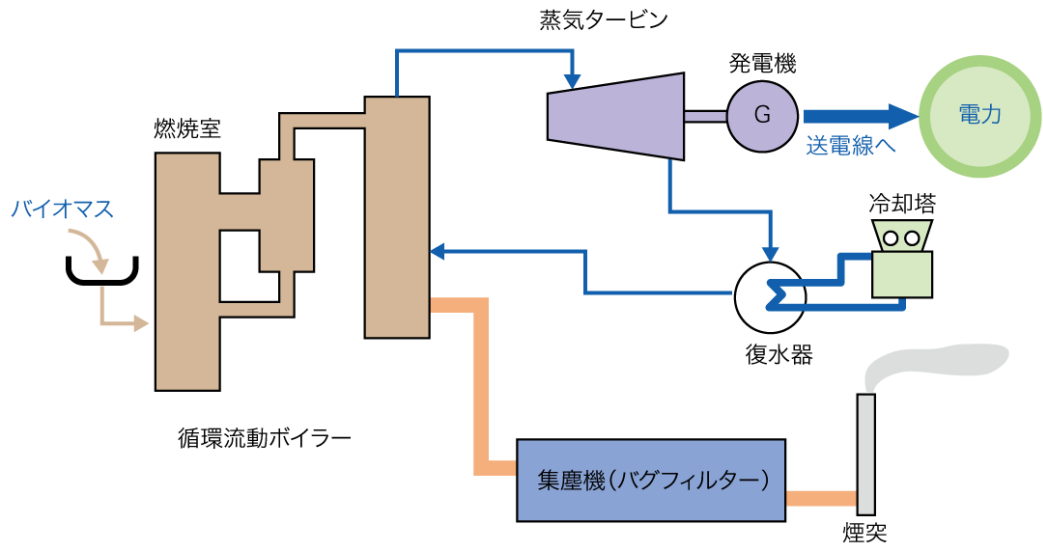 蒸気タービン
発電機
G
電力
送電線へ
燃焼室
バイオマス
冷却塔
復水器
循環流動ボイラー
集塵機（バグフィルター）
煙突